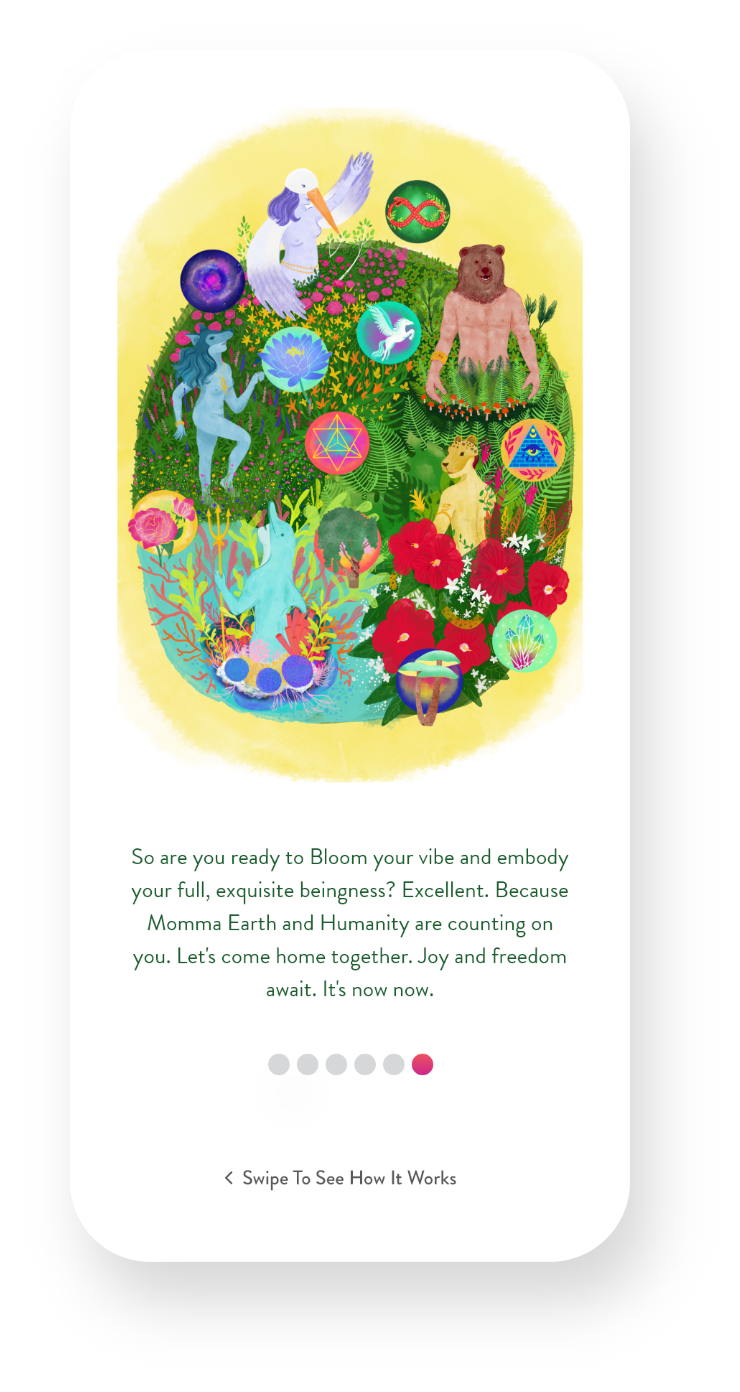 So are you ready to Bloom your vibe and embody
your full, exquisite beingness? Excellent. Because
Momma Earth and Humanity are counting on
you. Let's come home together. Joy and freedom
await. It's now now.
Swipe To See How It Works